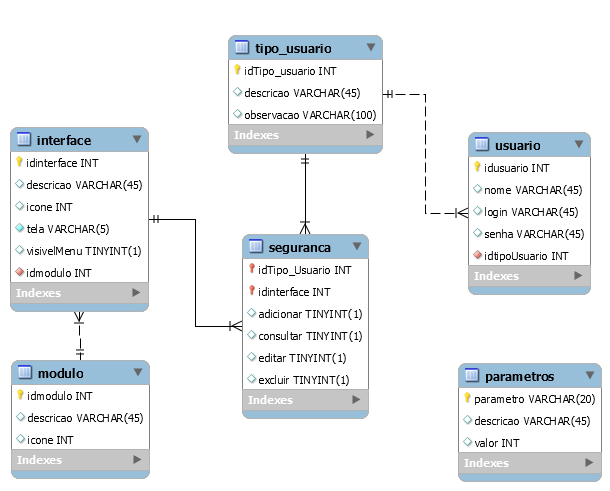 tipo_usuario
idTipo_usuario INT
descricao VARCHAR(45)
observacao VARCHAR(100)
Indexes
interface
idinterface INT
descricao VARCHAR(45)
icone INT
tela VARCHAR(5)
visivelMenu TINYINT(1)
idmodulo INT
Indexes
usuario
idusuario INT
nome VARCHAR(45)
login VARCHAR(45)
senha VARCHAR(45)
idtipoUsuario INT
Indexes
seguranca
idTipo_Usuario INT
idinterface INT
adicionar TINYINT(1)
consultar TINYINT(1)
editar TINYINT(1)
excluir TINYINT(1)
Indexes
modulo
idmodulo INT
descricao VARCHAR(45)
icone INT
Indexes
parametros
parametro VARCHAR(20)
descricao VARCHAR(45)
valor INT
Indexes